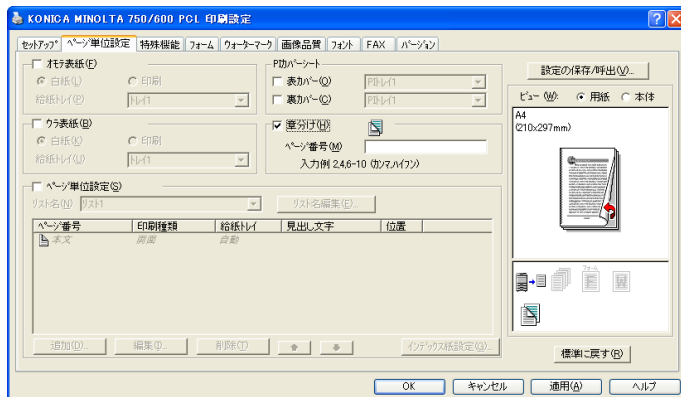 KONICA MINOLTA 750/600 PCL 印刷設定
セットアップ ページ単位設定 特殊機能 フォーム ウォーターマーク 画像品質 フォント FAX バージョン
オモテ表紙(F)
白紙(L) 印刷
給紙トレイ(P) トレイ1
ウラ表紙(B)
白紙(K) 印刷
給紙トレイ(U) トレイ1
PIカバーシート
表カバー(O) PIトレイ1
裏カバー(C) PIトレイ1
章分け(H)
ページ番号(M)
入力例 2,4,6-10 (カンマ,ハイフン)
ページ単位設定(S)
リスト名(N) リスト1 リスト名編集(E)...
ページ番号 印刷種類 給紙トレイ 見出し文字 位置
本文 両面 自動
追加(D)... 編集(I)... 削除(T) インデックス紙設定(G)...
設定の保存/呼出(V)...
ビュー(W): 用紙 本体
A4
(210x297mm)
フォーム
標準に戻す(R)
OK キャンセル 適用(A) ヘルプ